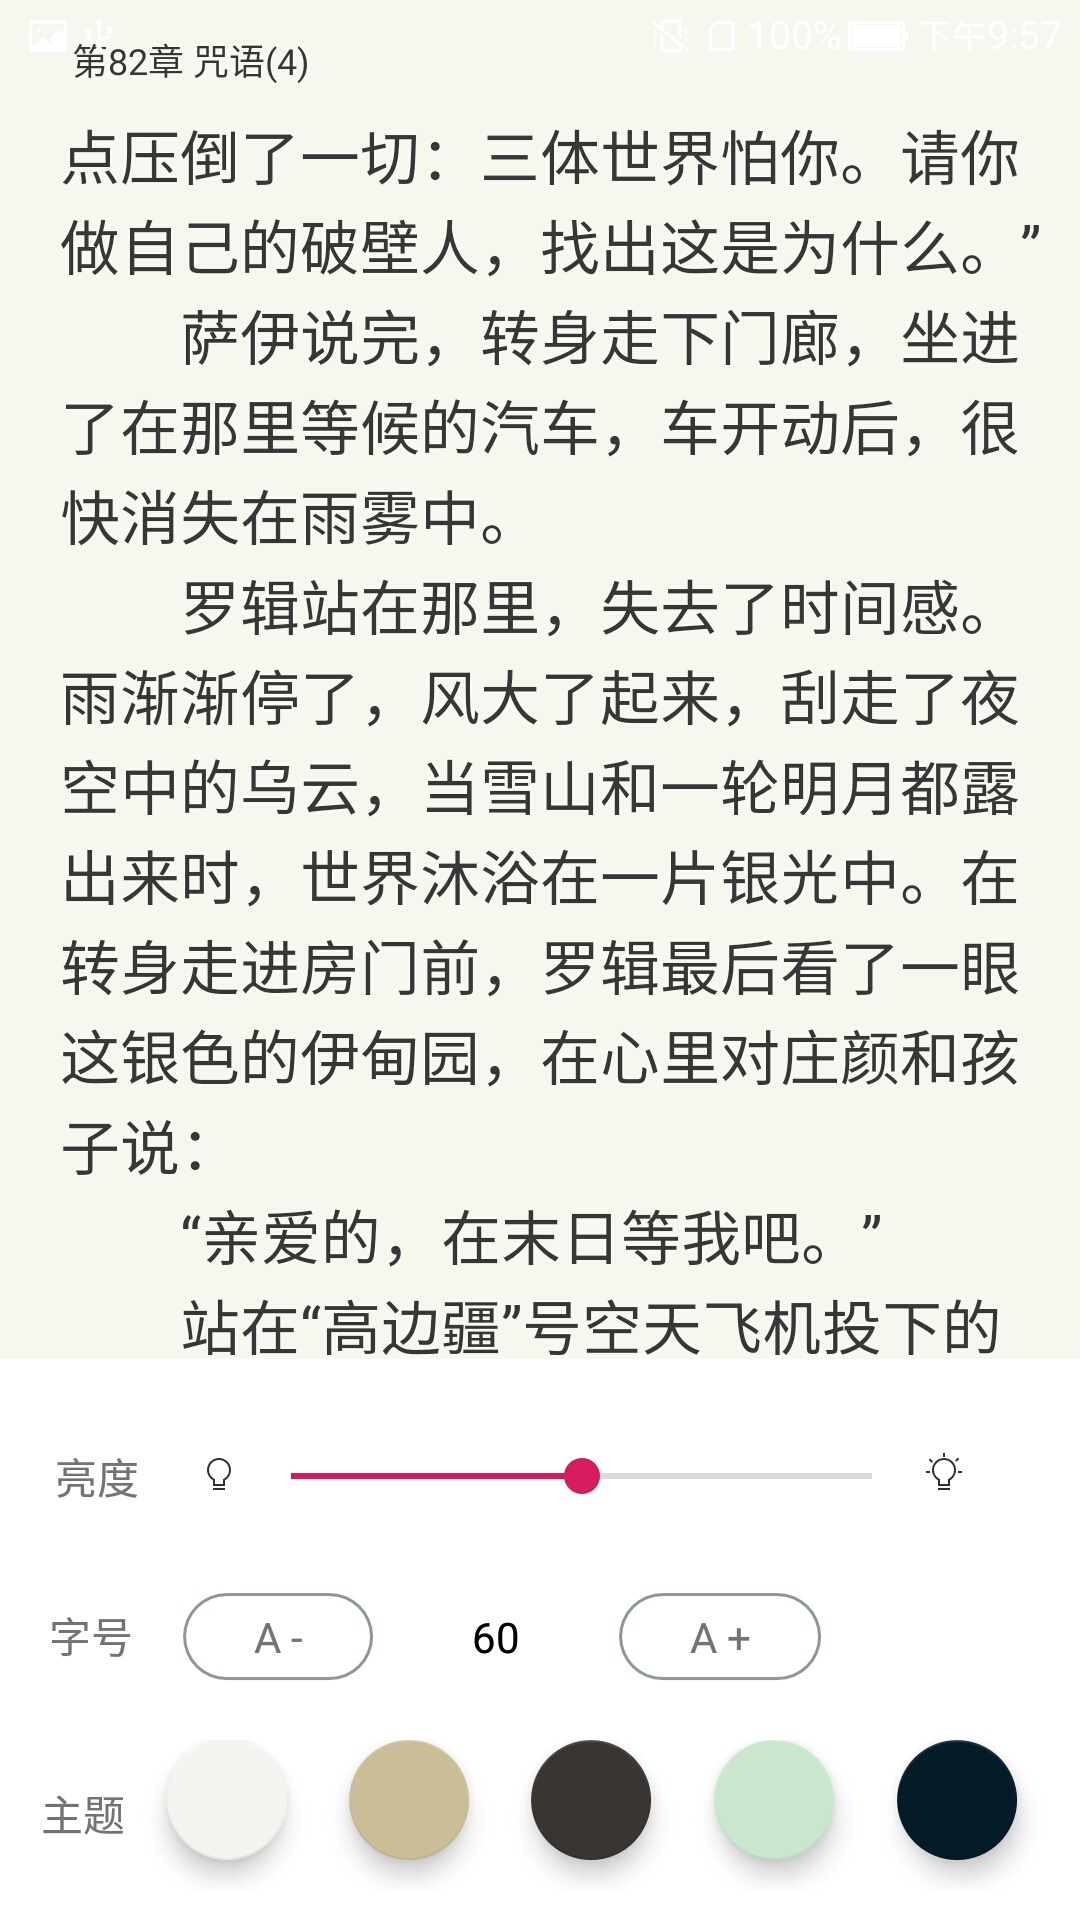 100% 下午9:57
第82章 咒语(4)
点压倒了一切：三体世界怕你。请你
做自己的破壁人，找出这是为什么。”
萨伊说完，转身走下门廊，坐进
了在那里等候的汽车，车开动后，很
快消失在雨雾中。
罗辑站在那里，失去了时间感。
雨渐渐停了，风大了起来，刮走了夜
空中的乌云，当雪山和一轮明月都露
出来时，世界沐浴在一片银光中。在
转身走进房门前，罗辑最后看了一眼
这银色的伊甸园，在心里对庄颜和孩
子说：
“亲爱的，在末日等我吧。”
站在“高边疆”号空天飞机投下的
亮度
字号 A - 60 A +
主题